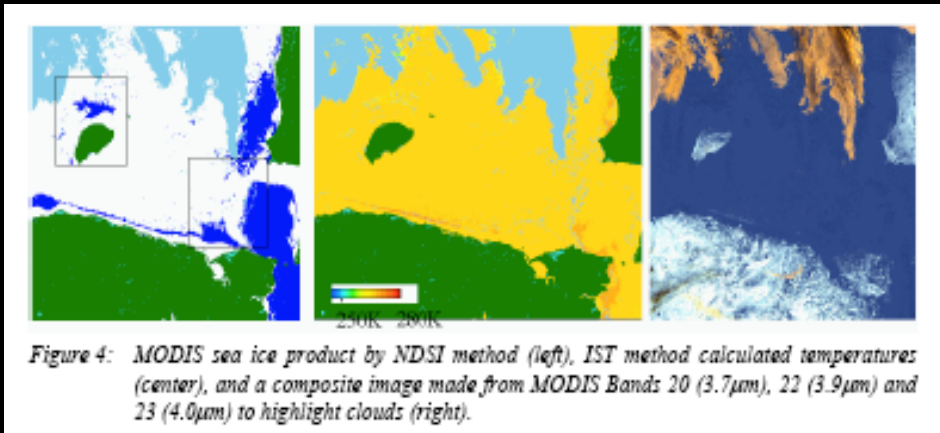 250K 280K
Figure 4: MODIS sea ice product by NDSI method (left), IST method calculated temperatures
(center), and a composite image made from MODIS Bands 20 (3.7μm), 22 (3.9μm) and
23 (4.0μm) to highlight clouds (right).